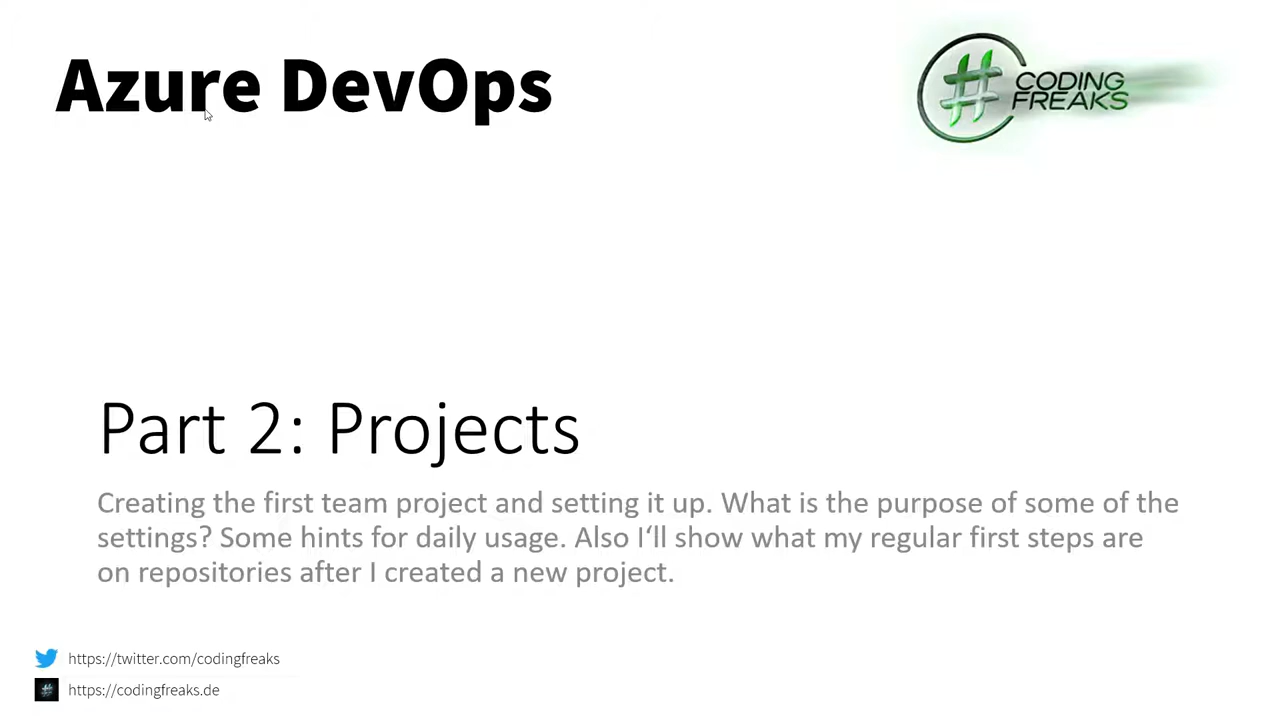 Azure DevOps
#
CODING
FREAKS
Part 2: Projects
Creating the first team project and setting it up. What is the purpose of some of the
settings? Some hints for daily usage. Also I‘ll show what my regular first steps are
on repositories after I created a new project.
https://twitter.com/codingfreaks
https://codingfreaks.de